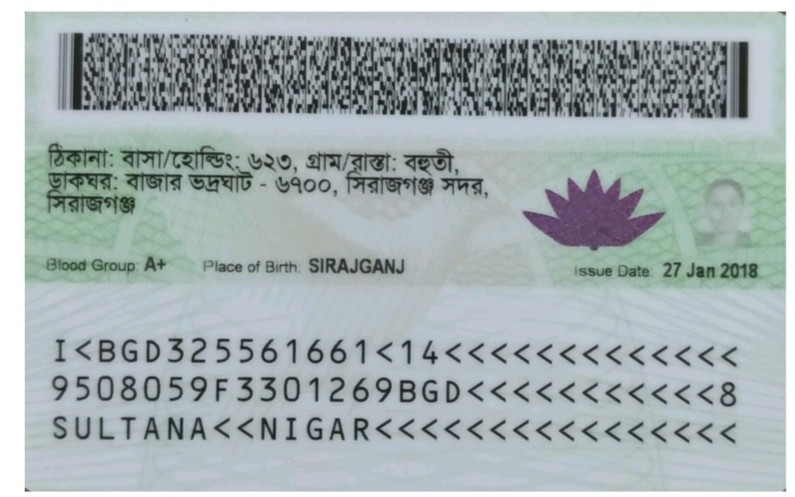 ঠিকানা: বাসা/হোল্ডিং: ৬২৩, গ্রাম/রাস্তা: বহুতী,
ডাকঘর: বাজার ভদ্রঘাট - ৬৭০০, সিরাজগঞ্জ সদর,
সিরাজগঞ্জ
Blood Group: A+ Place of Birth: SIRAJGANJ Issue Date: 27 Jan 2018
I<BGD325561661<14<<<<<<<<<<<<<
9508059F3301269BGD<<<<<<<<<<<8
SULTANA<<NIGAR<<<<<<<<<<<<<<<<